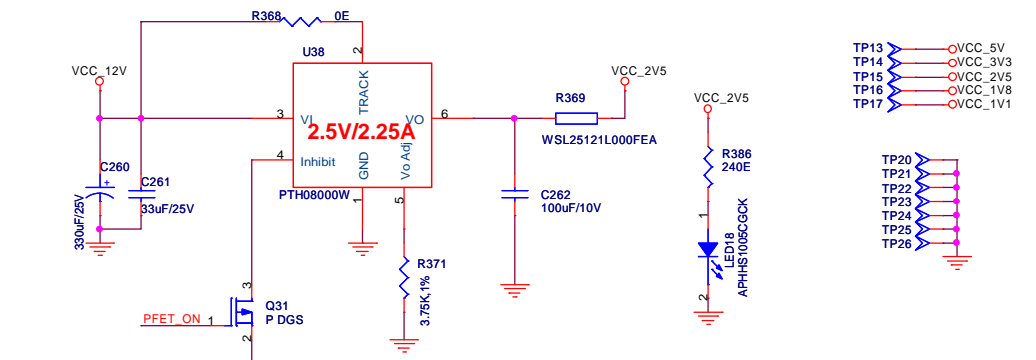 R368 0E
U38
VCC_12V
2
TRACK
3 VI VO 6
2.5V/2.25A
4 Inhibit
GND
Vo Adj
PTH08000W
1
5
C260
330uF/25V
C261
33uF/25V
R371
3.75K,1%
3
Q31
P DGS
PFET_ON 1
2
VCC_2V5
R369
WSL25121L000FEA
C262
100uF/10V
VCC_2V5
R386
240E
1
LED18
APHHS1005CGCK
2
TP13 VCC_5V
TP14 VCC_3V3
TP15 VCC_2V5
TP16 VCC_1V8
TP17 VCC_1V1
TP20
TP21
TP22
TP23
TP24
TP25
TP26